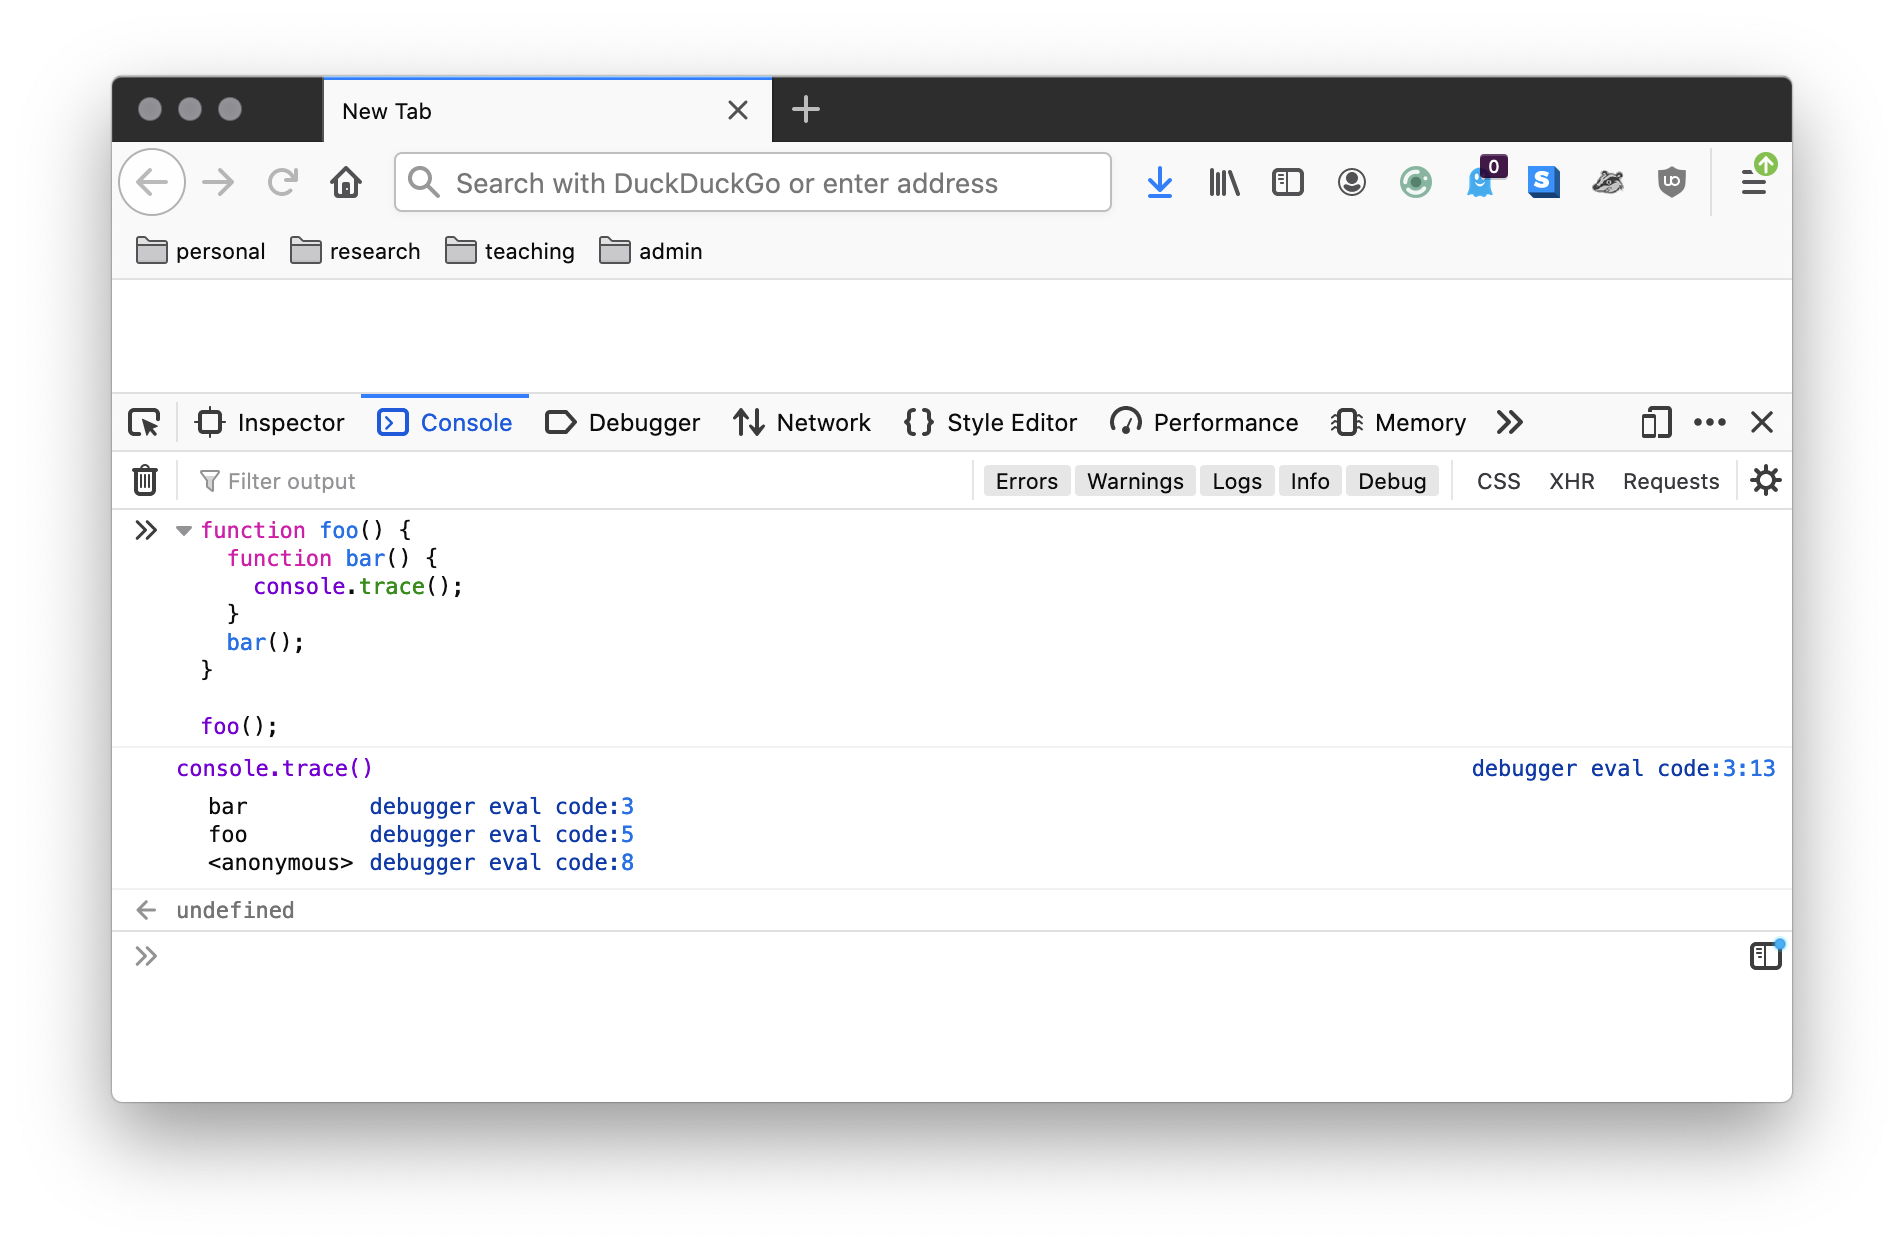 New Tab
Search with DuckDuckGo or enter address
0
S
uo
personal research teaching admin
Inspector Console Debugger Network Style Editor Performance Memory
Filter output Errors Warnings Logs Info Debug CSS XHR Requests
function foo() {
  function bar() {
    console.trace();
  }
  bar();
}
foo();
console.trace() debugger eval code:3:13
bar debugger eval code:3
foo debugger eval code:5
<anonymous> debugger eval code:8
undefined